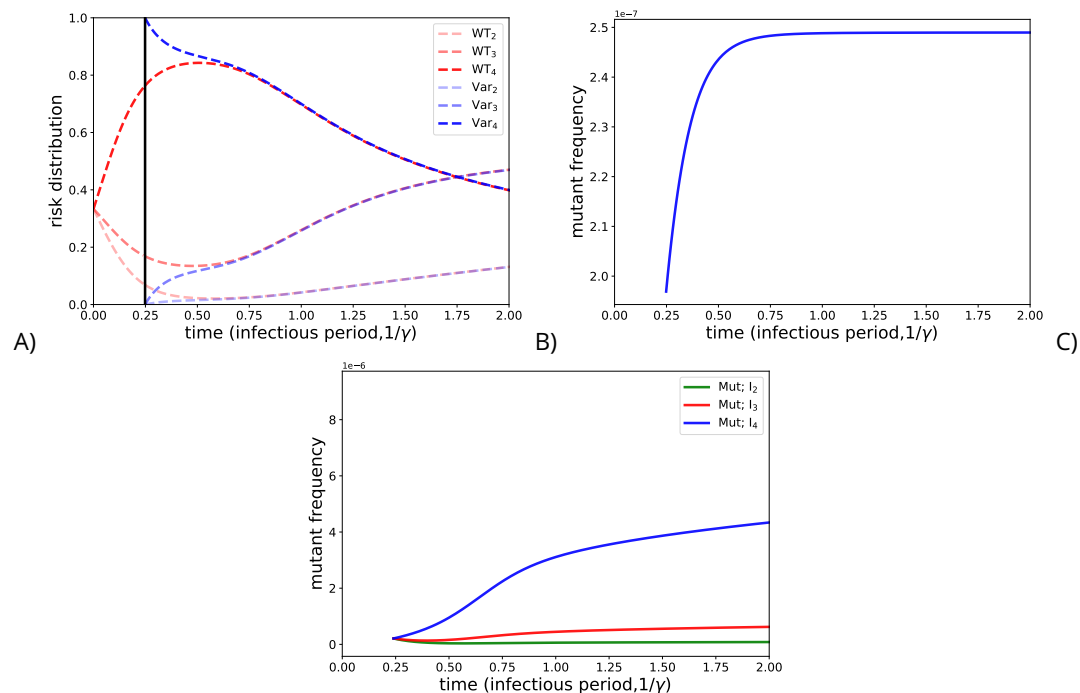 1.0
0.8
0.6
0.4
0.2
0.0
risk distribution
WT2
WT3
WT4
Var2
Var3
Var4
0.00 0.25 0.50 0.75 1.00 1.25 1.50 1.75 2.00
time (infectious period,1/γ)
A)
1e−7
2.5
2.4
2.3
2.2
2.1
2.0
mutant frequency
0.00 0.25 0.50 0.75 1.00 1.25 1.50 1.75 2.00
time (infectious period,1/γ)
B)
C)
1e−6
8
6
4
2
0
mutant frequency
Mut; I2
Mut; I3
Mut; I4
0.00 0.25 0.50 0.75 1.00 1.25 1.50 1.75 2.00
time (infectious period,1/γ)